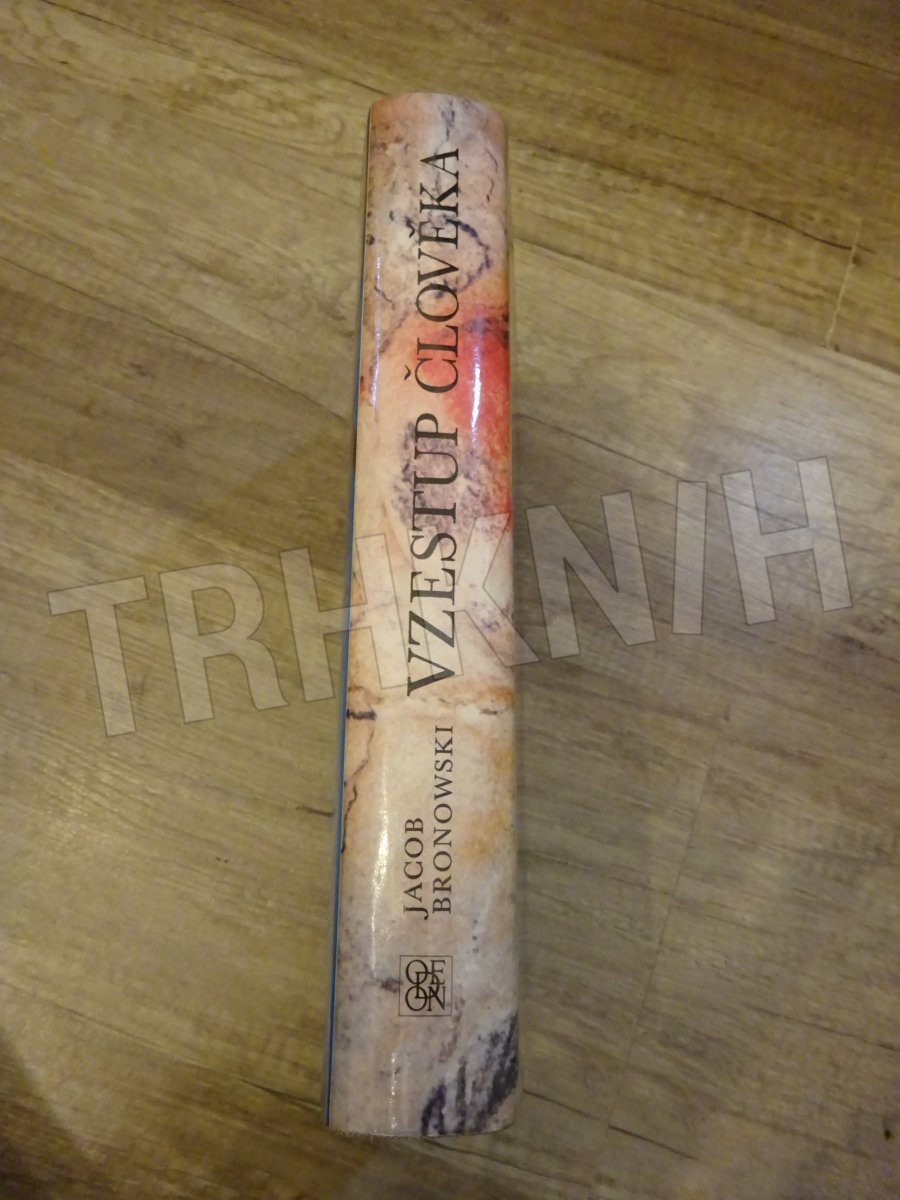 VZESTUP ČLOVĚKA
JACOB
BRONOWSKI
ODEON
TRHKNIH